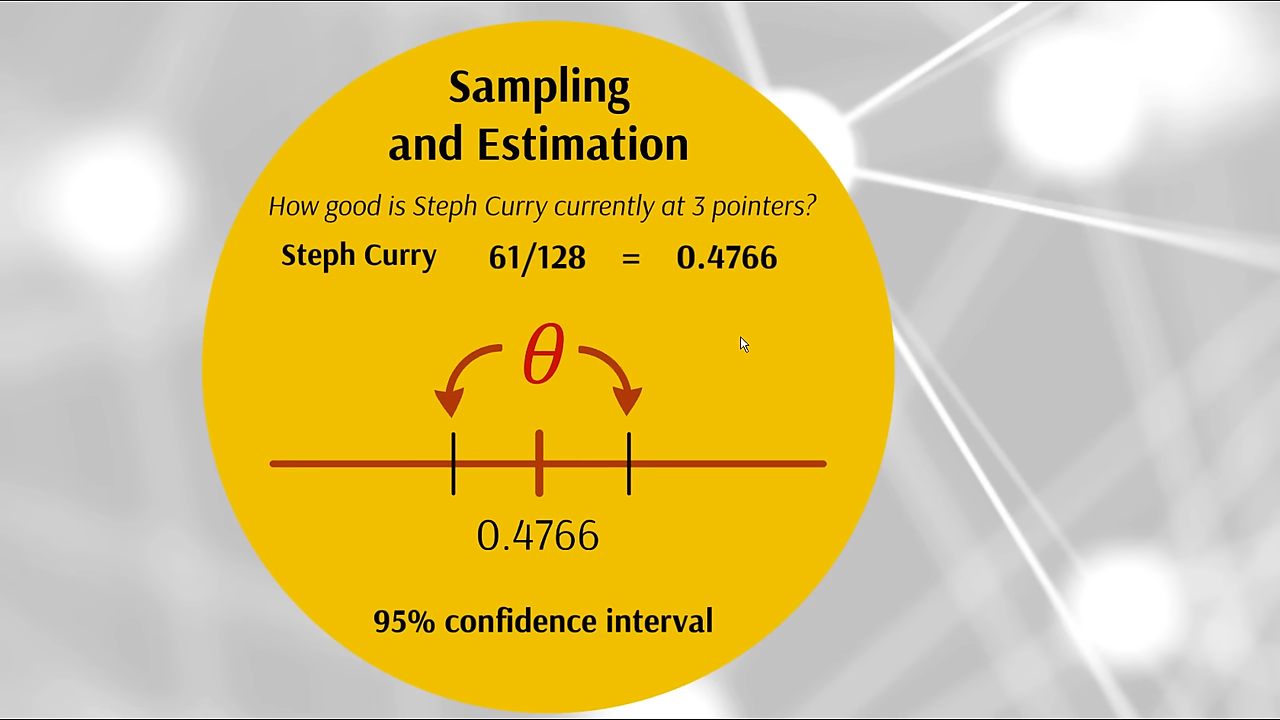 Sampling
and Estimation
How good is Steph Curry currently at 3 pointers?
Steph Curry 61/128 = 0.4766
θ
0.4766
95% confidence interval